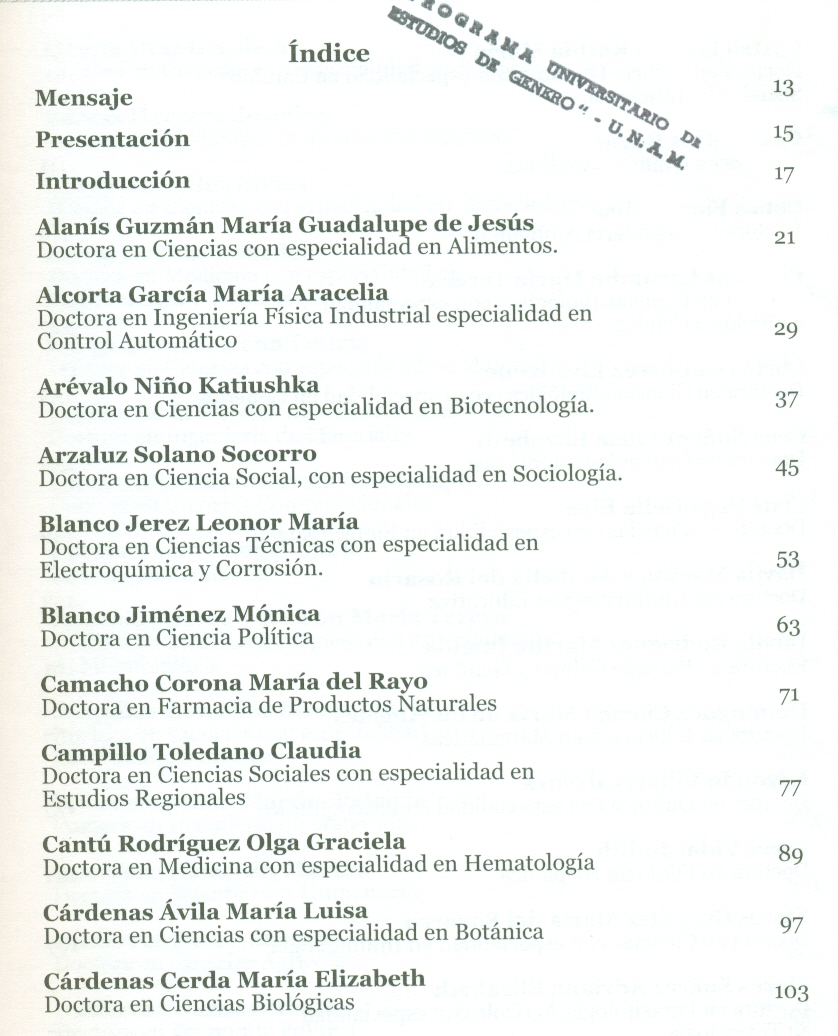 PROGRAMA UNIVERSITARIO DE
ESTUDIOS DE GENERO" - U. N. A. M.
Índice
Mensaje 13
Presentación 15
Introducción 17
Alanís Guzmán María Guadalupe de Jesús
Doctora en Ciencias con especialidad en Alimentos. 21
Alcorta García María Aracelia
Doctora en Ingeniería Física Industrial especialidad en
Control Automático 29
Arévalo Niño Katiushka
Doctora en Ciencias con especialidad en Biotecnología. 37
Arzaluz Solano Socorro
Doctora en Ciencia Social, con especialidad en Sociología. 45
Blanco Jerez Leonor María
Doctora en Ciencias Técnicas con especialidad en
Electroquímica y Corrosión. 53
Blanco Jiménez Mónica
Doctora en Ciencia Política 63
Camacho Corona María del Rayo
Doctora en Farmacia de Productos Naturales 71
Campillo Toledano Claudia
Doctora en Ciencias Sociales con especialidad en
Estudios Regionales 77
Cantú Rodríguez Olga Graciela
Doctora en Medicina con especialidad en Hematología 89
Cárdenas Ávila María Luisa
Doctora en Ciencias con especialidad en Botánica 97
Cárdenas Cerda María Elizabeth
Doctora en Ciencias Biológicas 103